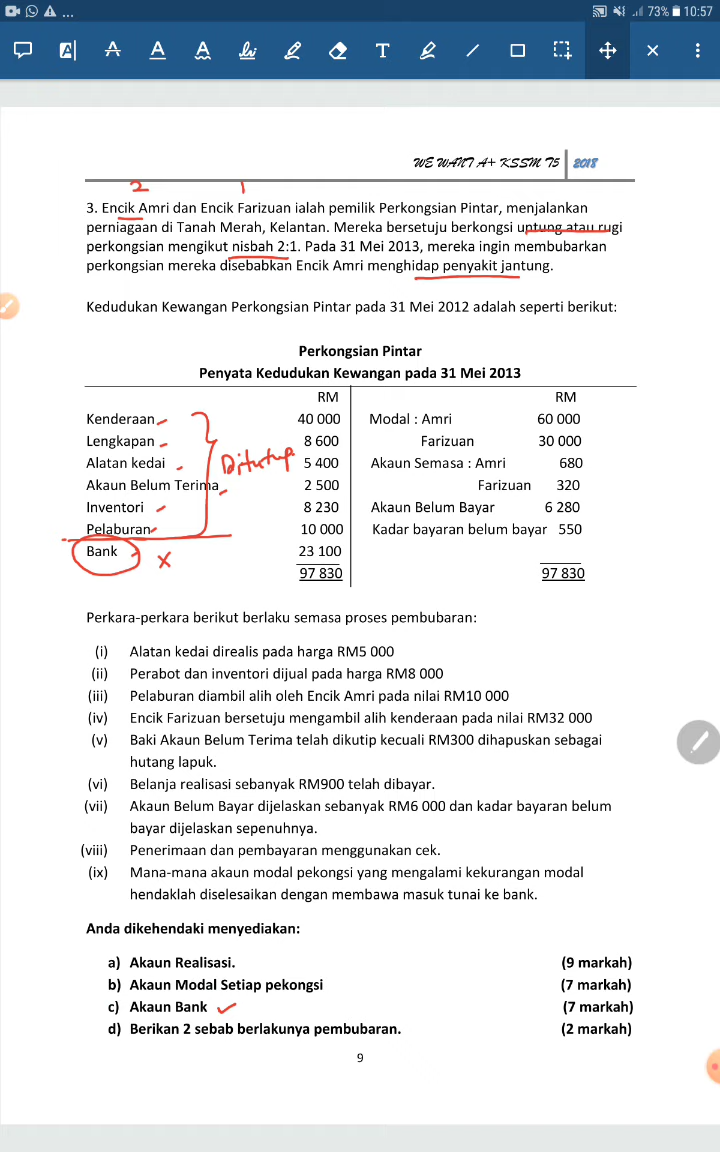 ... 73% 10:57
T
WE WANT A+ KSSM T5 2018
2 1
3. Encik Amri dan Encik Farizuan ialah pemilik Perkongsian Pintar, menjalankan
perniagaan di Tanah Merah, Kelantan. Mereka bersetuju berkongsi untung atau rugi
perkongsian mengikut nisbah 2:1. Pada 31 Mei 2013, mereka ingin membubarkan
perkongsian mereka disebabkan Encik Amri menghidap penyakit jantung.
Kedudukan Kewangan Perkongsian Pintar pada 31 Mei 2012 adalah seperti berikut:
Perkongsian Pintar
Penyata Kedudukan Kewangan pada 31 Mei 2013
RM RM
Kenderaan 40 000 Modal : Amri 60 000
Lengkapan 8 600 Farizuan 30 000
Alatan kedai Ditutup 5 400 Akaun Semasa : Amri 680
Akaun Belum Terima 2 500 Farizuan 320
Inventori 8 230 Akaun Belum Bayar 6 280
Pelaburan 10 000 Kadar bayaran belum bayar 550
Bank x 23 100
97 830 97 830
Perkara-perkara berikut berlaku semasa proses pembubaran:
(i) Alatan kedai direalis pada harga RM5 000
(ii) Perabot dan inventori dijual pada harga RM8 000
(iii) Pelaburan diambil alih oleh Encik Amri pada nilai RM10 000
(iv) Encik Farizuan bersetuju mengambil alih kenderaan pada nilai RM32 000
(v) Baki Akaun Belum Terima telah dikutip kecuali RM300 dihapuskan sebagai
hutang lapuk.
(vi) Belanja realisasi sebanyak RM900 telah dibayar.
(vii) Akaun Belum Bayar dijelaskan sebanyak RM6 000 dan kadar bayaran belum
bayar dijelaskan sepenuhnya.
(viii) Penerimaan dan pembayaran menggunakan cek.
(ix) Mana-mana akaun modal pekongsi yang mengalami kekurangan modal
hendaklah diselesaikan dengan membawa masuk tunai ke bank.
Anda dikehendaki menyediakan:
a) Akaun Realisasi. (9 markah)
b) Akaun Modal Setiap pekongsi (7 markah)
c) Akaun Bank (7 markah)
d) Berikan 2 sebab berlakunya pembubaran. (2 markah)
9